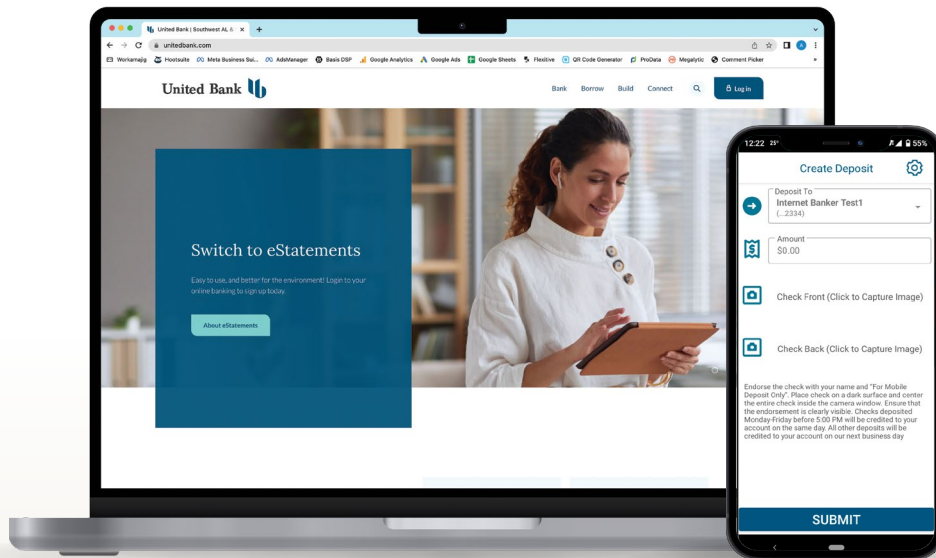 United Bank | Southwest AL &
unitedbank.com
Workamajig Hootsuite Meta Business Sui... AdsManager Basis DSP Google Analytics Google Ads Google Sheets Flexitive QR Code Generator ProData Megalytic Comment Picker
United Bank
Bank Borrow Build Connect Log in
Switch to eStatements
Easy to use, and better for the environment! Login to your
online banking to sign up today.
About eStatements
12:22 25° 55%
Create Deposit
Deposit To
Internet Banker Test1
(...2334)
Amount
$0.00
Check Front (Click to Capture Image)
Check Back (Click to Capture Image)
Endorse the check with your name and "For Mobile
Deposit Only". Place check on a dark surface and center
the entire check inside the camera window. Ensure that
the endorsement is clearly visible. Checks deposited
Monday-Friday before 5:00 PM will be credited to your
account on the same day. All other deposits will be
credited to your account on our next business day
SUBMIT